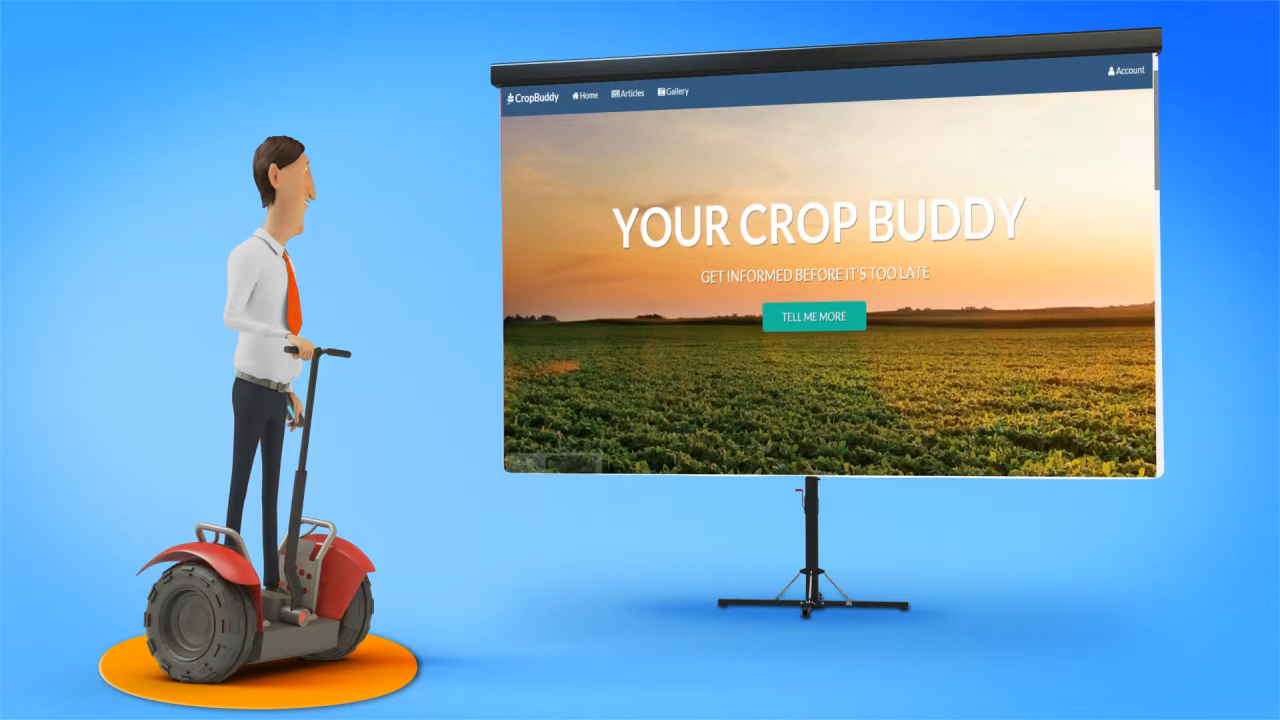 CropBuddy Home Articles Gallery Account
YOUR CROP BUDDY
GET INFORMED BEFORE IT'S TOO LATE
TELL ME MORE